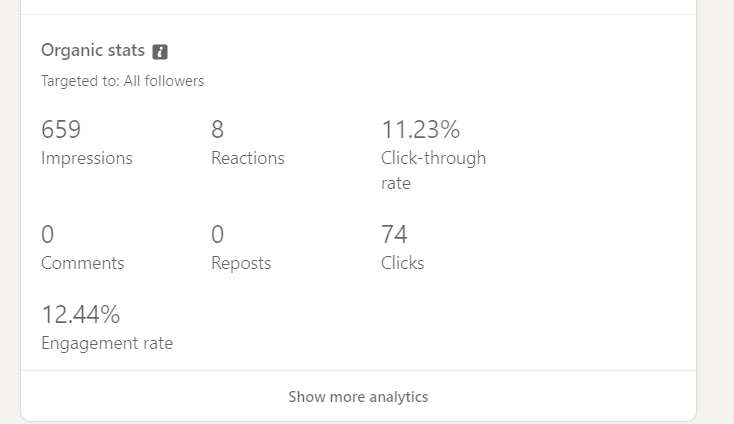 Organic stats
Targeted to: All followers
659
Impressions
8
Reactions
11.23%
Click-through
rate
0
Comments
0
Reposts
74
Clicks
12.44%
Engagement rate
Show more analytics